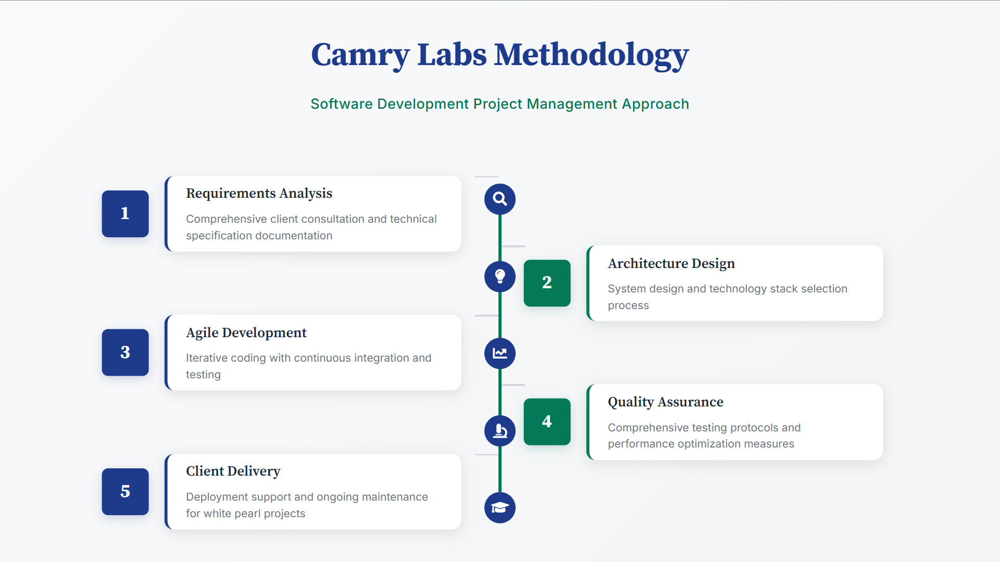 Camry Labs Methodology
Software Development Project Management Approach
1
Requirements Analysis
Comprehensive client consultation and technical
specification documentation
2
Architecture Design
System design and technology stack selection
process
3
Agile Development
Iterative coding with continuous integration and
testing
4
Quality Assurance
Comprehensive testing protocols and
performance optimization measures
5
Client Delivery
Deployment support and ongoing maintenance
for white pearl projects